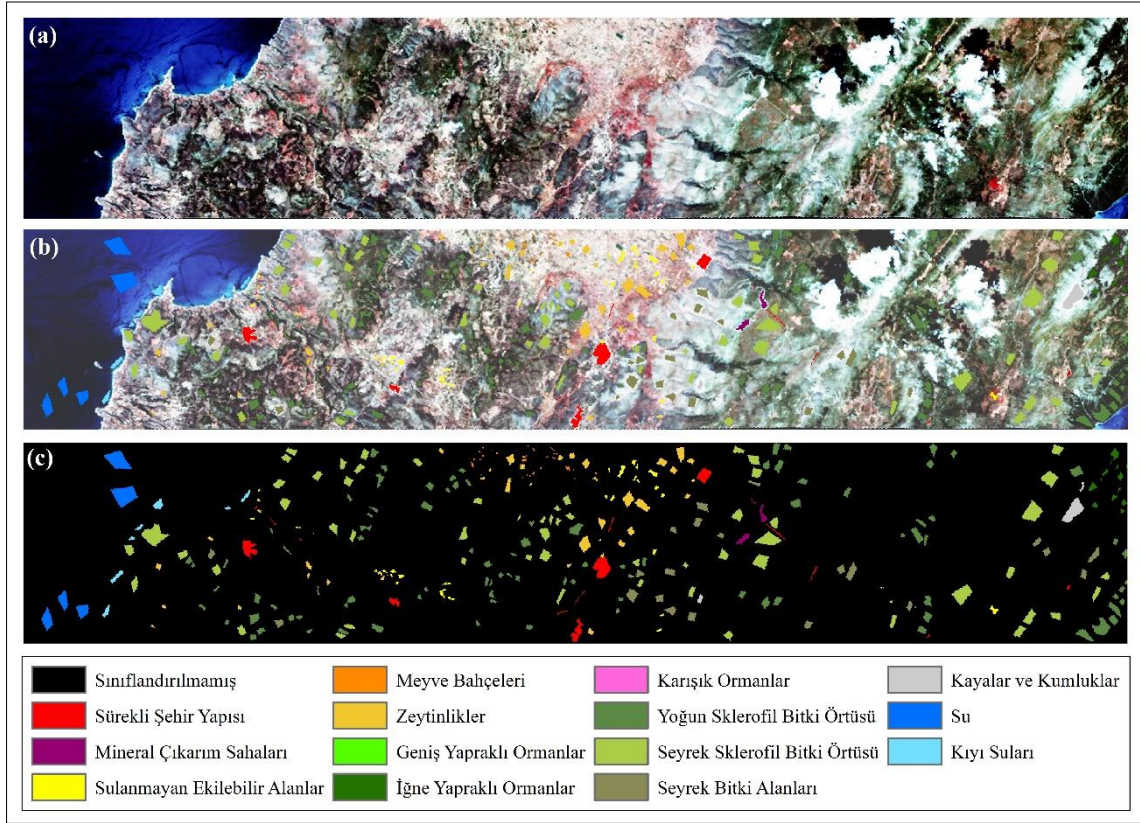 (a)
(b)
(c)
Sınıflandırılmamış
Sürekli Şehir Yapısı
Mineral Çıkarım Sahaları
Sulanmayan Ekilebilir Alanlar
Meyve Bahçeleri
Zeytinlikler
Geniş Yapraklı Ormanlar
İğne Yapraklı Ormanlar
Karışık Ormanlar
Yoğun Sklerofil Bitki Örtüsü
Seyrek Sklerofil Bitki Örtüsü
Seyrek Bitki Alanları
Kayalar ve Kumluklar
Su
Kıyı Suları